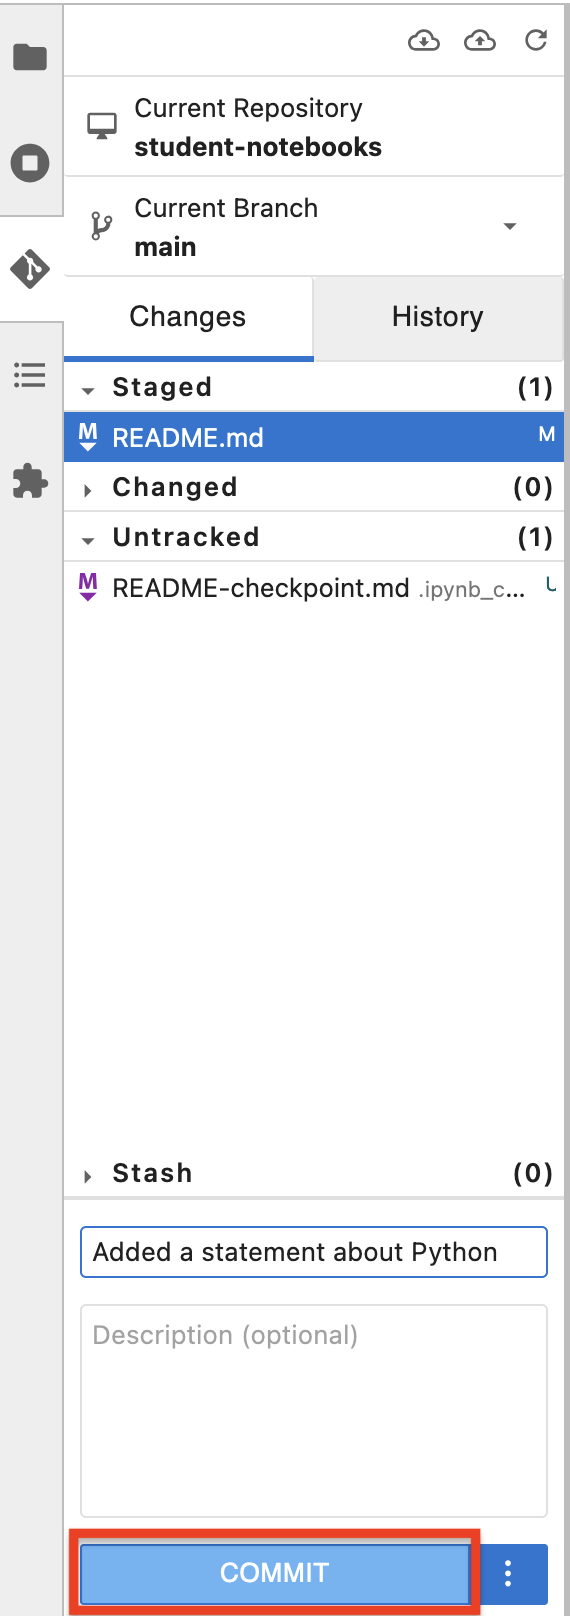 Current Repository
student-notebooks
Current Branch
main
Changes History
Staged (1)
README.md M
Changed (0)
Untracked (1)
README-checkpoint.md .ipynb_c... U
Stash (0)
Added a statement about Python
Description (optional)
COMMIT